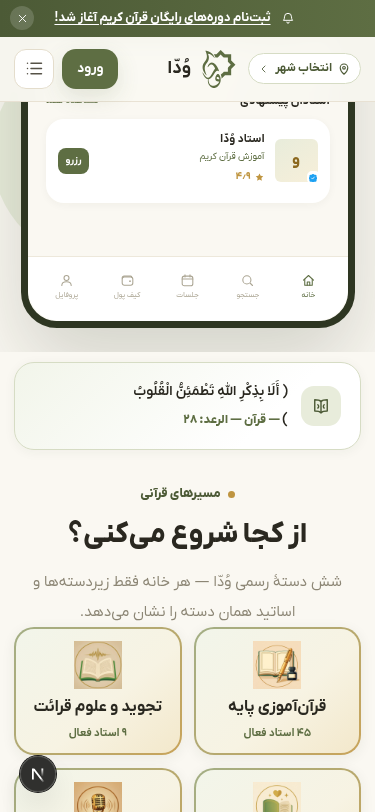 ثبت‌نام دوره‌های رایگان قرآن کریم آغاز شد!
انتخاب شهر
وُدّا
ورود
استاد وُدّا
آموزش قرآن کریم
۴٫۹
رزرو
و
خانه
جستجو
جلسات
کیف پول
پروفایل
﴿ أَلَا بِذِكْرِ اللَّهِ تَطْمَئِنُّ الْقُلُوبُ
﴾ — قرآن — الرعد: ۲۸
مسیرهای قرآنی
از کجا شروع می‌کنی؟
شش دستهٔ رسمی وُدّا — هر خانه فقط زیردسته‌ها و
اساتید همان دسته را نشان می‌دهد.
قرآن‌آموزی پایه
۴۵ استاد فعال
تجوید و علوم قرائت
۹ استاد فعال
N